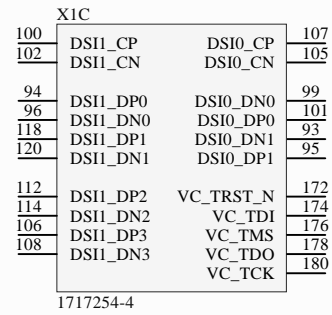 X1C
100 DSI1_CP DSI0_CP 107
102 DSI1_CN DSI0_CN 105
94 DSI1_DP0 DSI0_DN0 99
96 DSI1_DN0 DSI0_DP0 101
118 DSI1_DP1 DSI0_DN1 93
120 DSI1_DN1 DSI0_DP1 95
112 DSI1_DP2 VC_TRST_N 172
114 DSI1_DN2 VC_TDI 174
106 DSI1_DP3 VC_TMS 176
108 DSI1_DN3 VC_TDO 178
VC_TCK 180
1717254-4